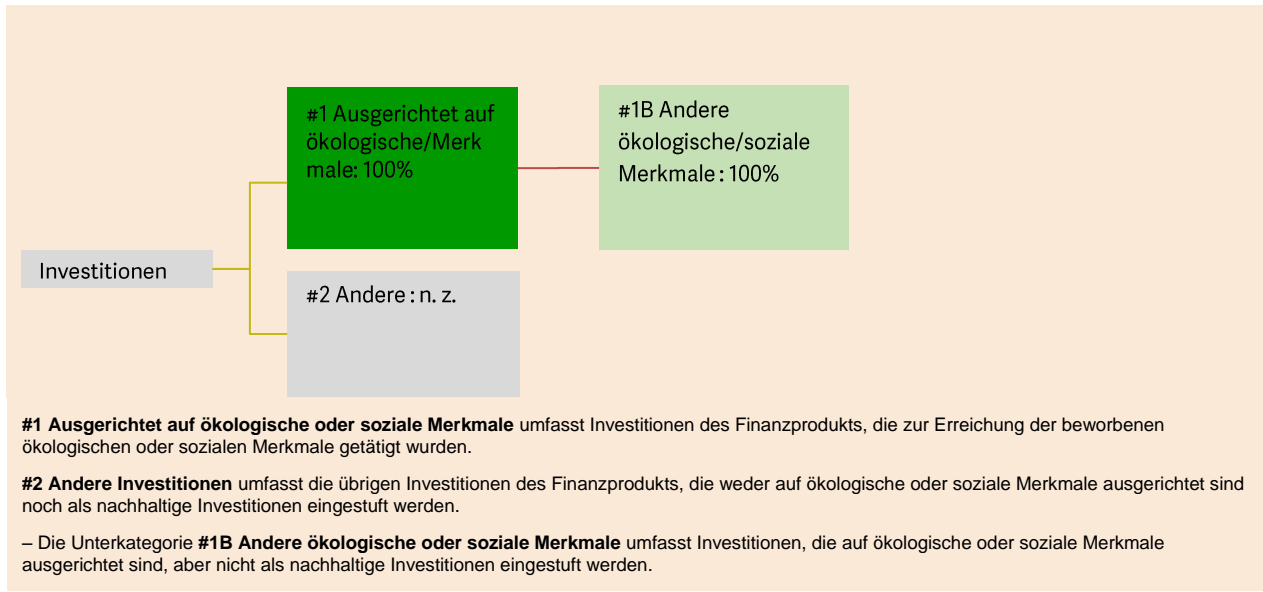 #1 Ausgerichtet auf
ökologische/Merk
male: 100%
#1B Andere
ökologische/soziale
Merkmale : 100%
Investitionen
#2 Andere : n. z.
#1 Ausgerichtet auf ökologische oder soziale Merkmale umfasst Investitionen des Finanzprodukts, die zur Erreichung der beworbenen
ökologischen oder sozialen Merkmale getätigt wurden.
#2 Andere Investitionen umfasst die übrigen Investitionen des Finanzprodukts, die weder auf ökologische oder soziale Merkmale ausgerichtet sind
noch als nachhaltige Investitionen eingestuft werden.
– Die Unterkategorie #1B Andere ökologische oder soziale Merkmale umfasst Investitionen, die auf ökologische oder soziale Merkmale
ausgerichtet sind, aber nicht als nachhaltige Investitionen eingestuft werden.